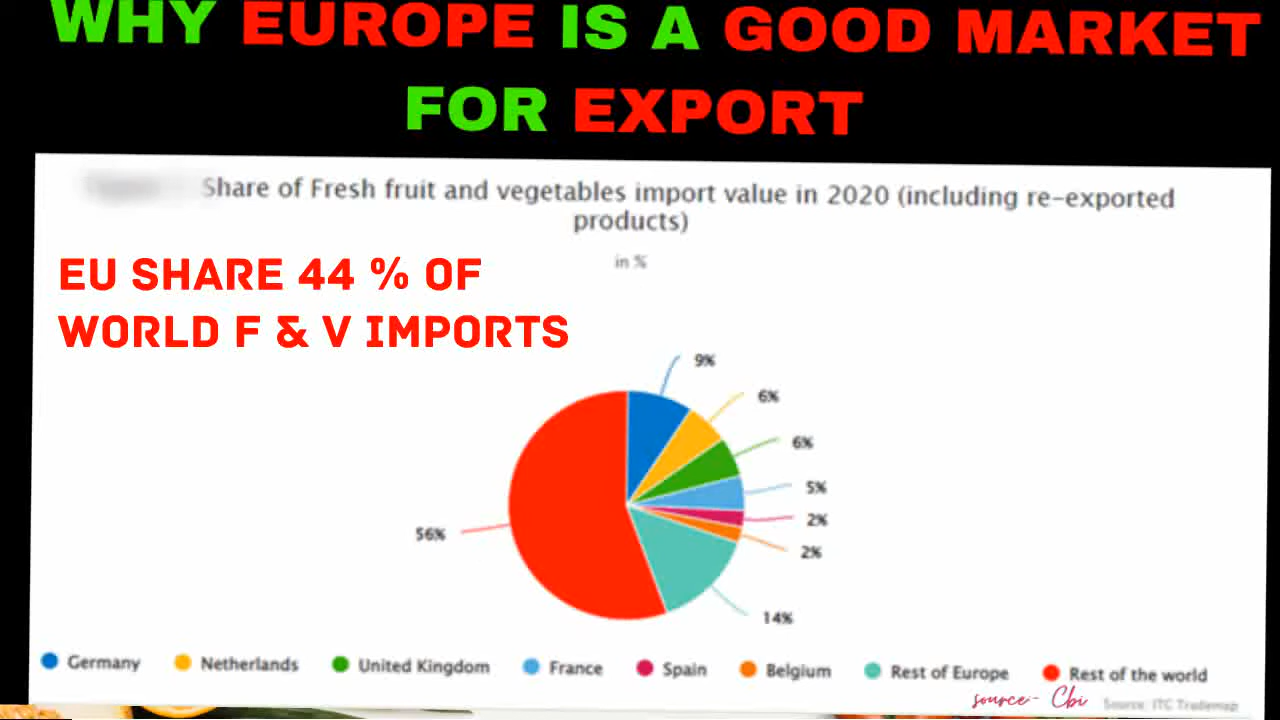 WHY EUROPE IS A GOOD MARKET
FOR EXPORT
Share of Fresh fruit and vegetables import value in 2020 (including re-exported
products)
in %
EU SHARE 44 % OF
WORLD F & V IMPORTS
9%
6%
6%
5%
2%
2%
14%
56%
Germany Netherlands United Kingdom France Spain Belgium Rest of Europe Rest of the world
source- Cbi Source: ITC Trademap